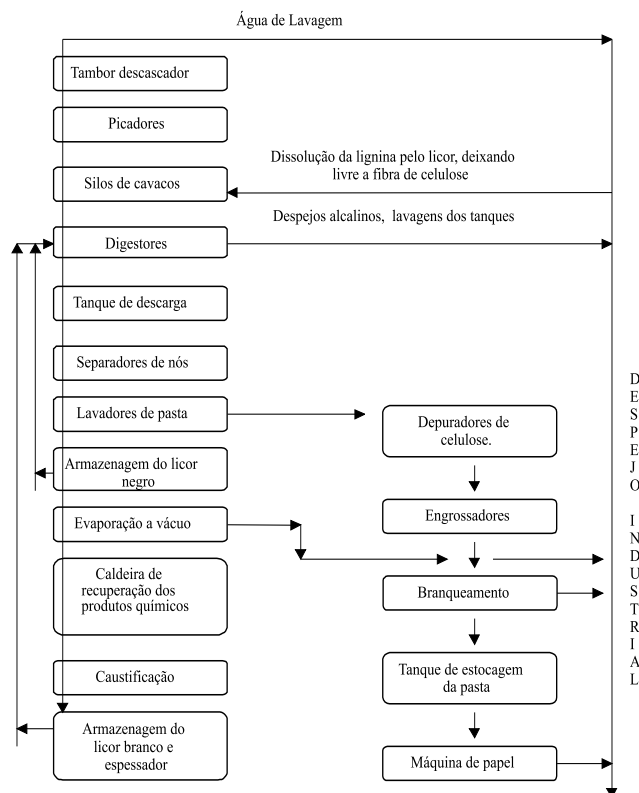 Água de Lavagem
Tambor descascador
Picadores
Dissolução da lignina pelo licor, deixando
livre a fibra de celulose
Silos de cavacos
Despejos alcalinos, lavagens dos tanques
Digestores
Tanque de descarga
Separadores de nós
Lavadores de pasta
Depuradores de
celulose.
Armazenagem do licor
negro
Evaporação a vácuo
Engrossadores
Caldeira de
recuperação dos
produtos químicos
Branqueamento
Caustificação
Tanque de estocagem
da pasta
Armazenagem do
licor branco e
espessador
Máquina de papel
DESPEJO INDUSTRIAL